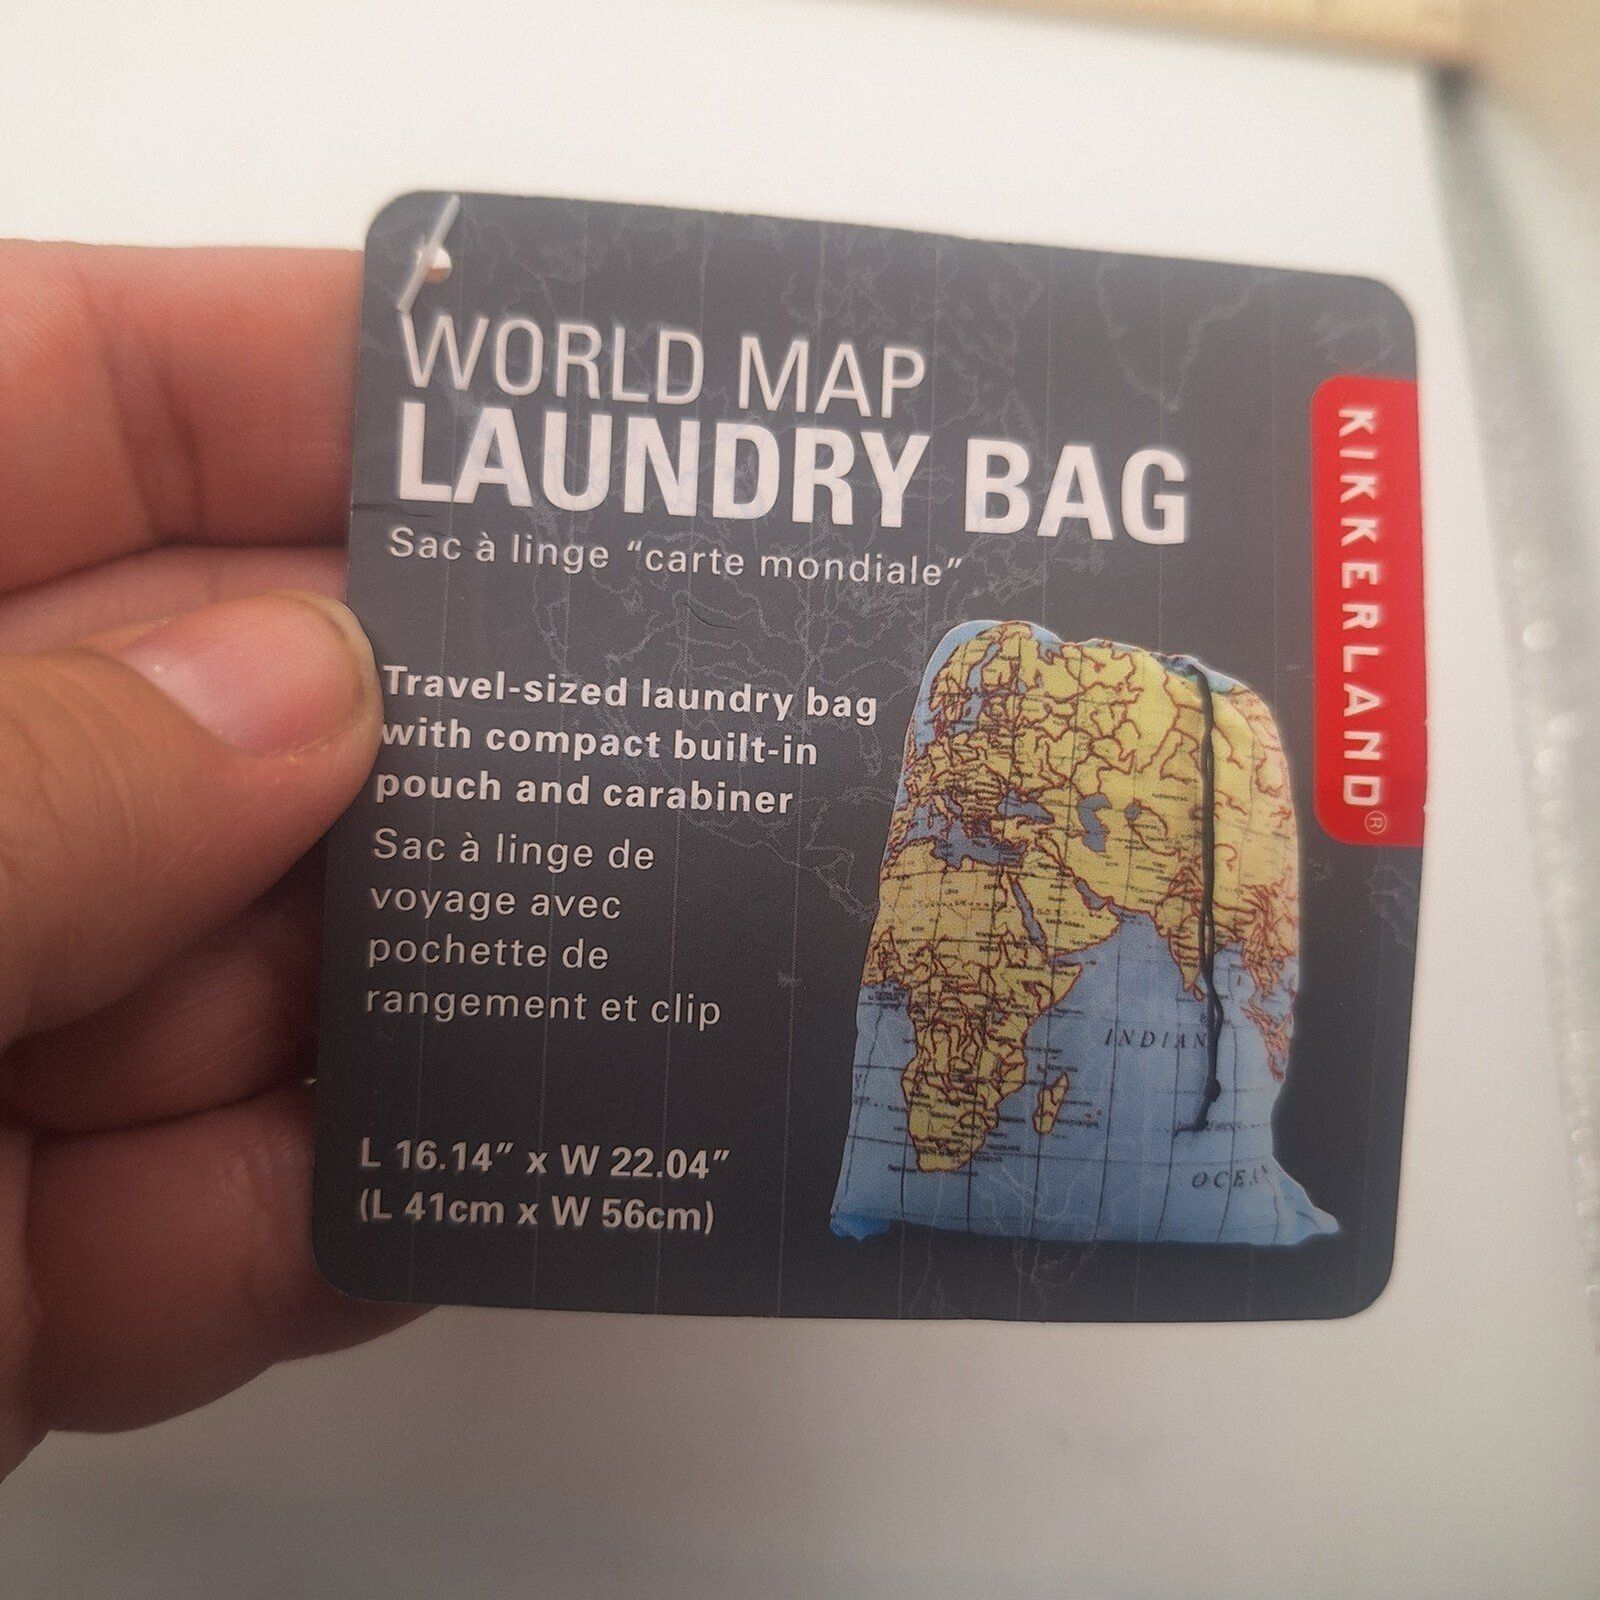 WORLD MAP
LAUNDRY BAG
Sac à linge “carte mondiale”
KIKKERLAND®
Travel-sized laundry bag
with compact built-in
pouch and carabiner
Sac à linge de
voyage avec
pochette de
rangement et clip
INDIAN
OCEAN
L 16.14” x W 22.04”
(L 41cm x W 56cm)